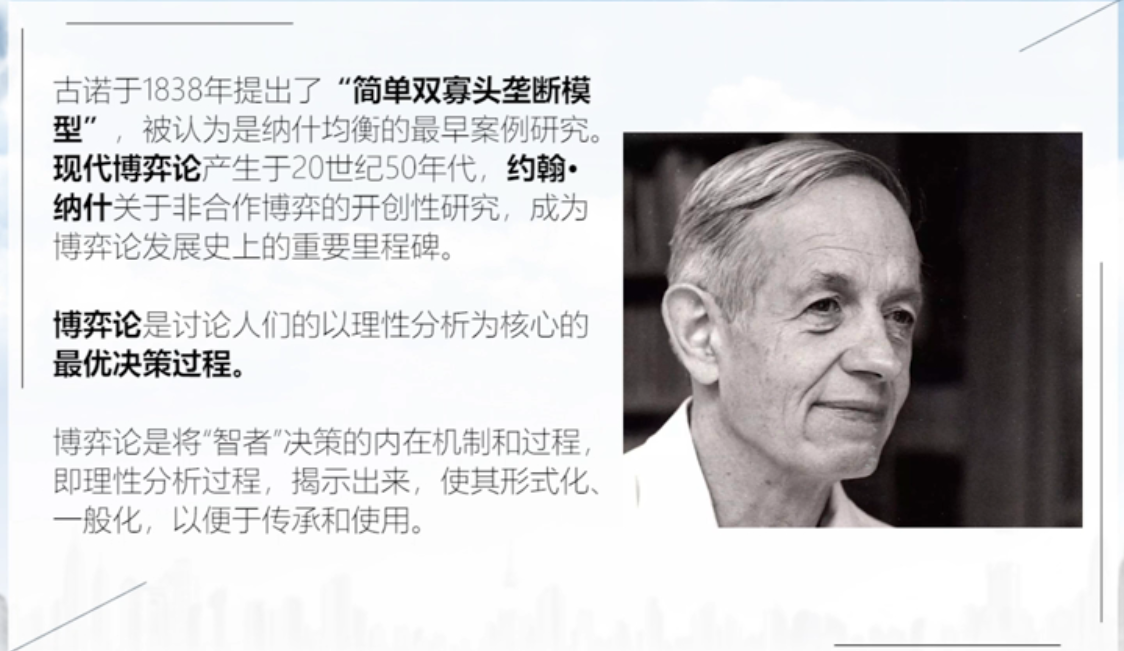 古诺于1838年提出了“简单双寡头垄断模
型”，被认为是纳什均衡的最早案例研究。
现代博弈论产生于20世纪50年代，约翰•
纳什关于非合作博弈的开创性研究，成为
博弈论发展史上的重要里程碑。
博弈论是讨论人们的以理性分析为核心的
最优决策过程。
博弈论是将“智者”决策的内在机制和过程，
即理性分析过程，揭示出来，使其形式化、
一般化，以便于传承和使用。